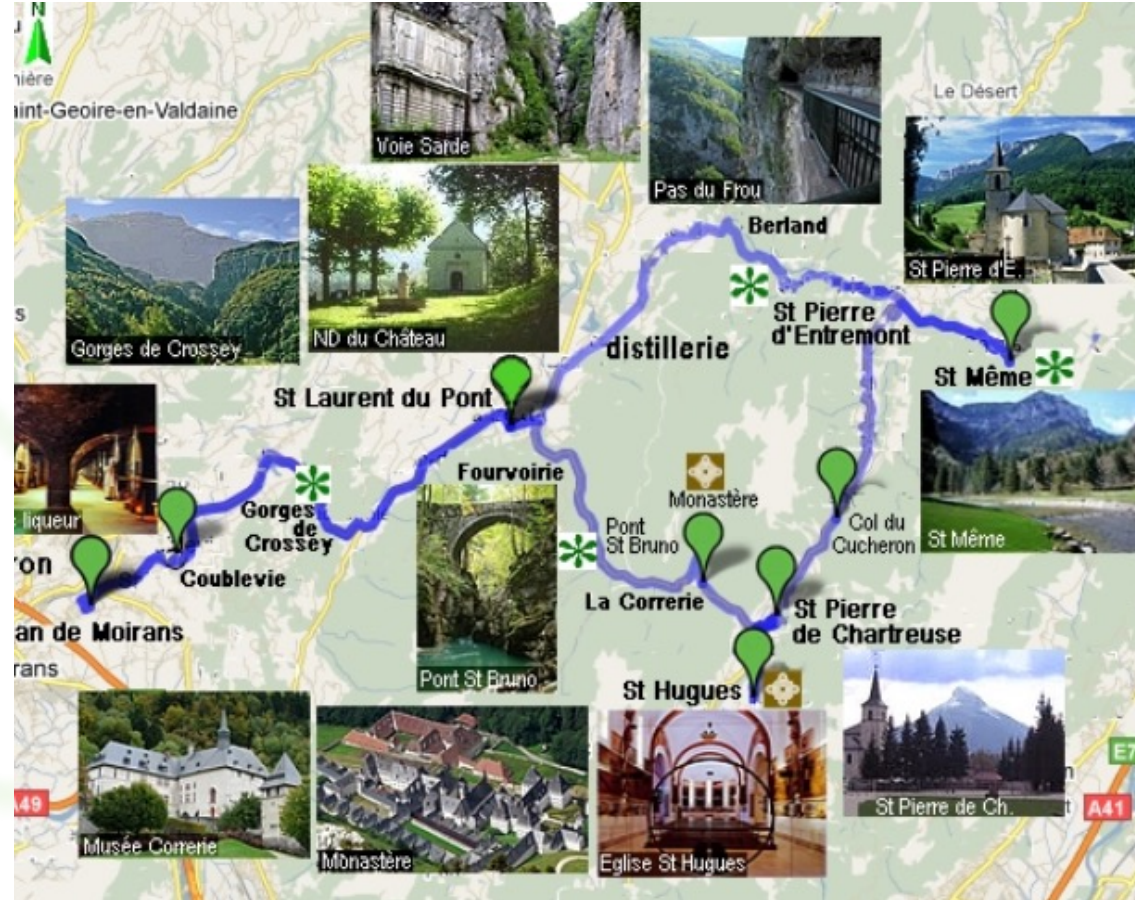 N
nière
aint-Geoire-en-Valdaine
Voie Sarde
Pas du Frou
Le Désert
St Pierre d'E.
Gorges de Crossey
ND du Château
Berland
St Pierre
d'Entremont
distillerie
St Même
St Laurent du Pont
Fourvoirie
Monastère
liqueur
Gorges
de
Crossey
Pont
St Bruno
Col du
Cucheron
St Même
ron
Coublevie
La Correrie
St Pierre
de Chartreuse
an de Moirans
rans
Pont St Bruno
St Hugues
A49
E7
A41
St Pierre de Ch.
Musée Correrie
Monastère
Eglise St Hugues